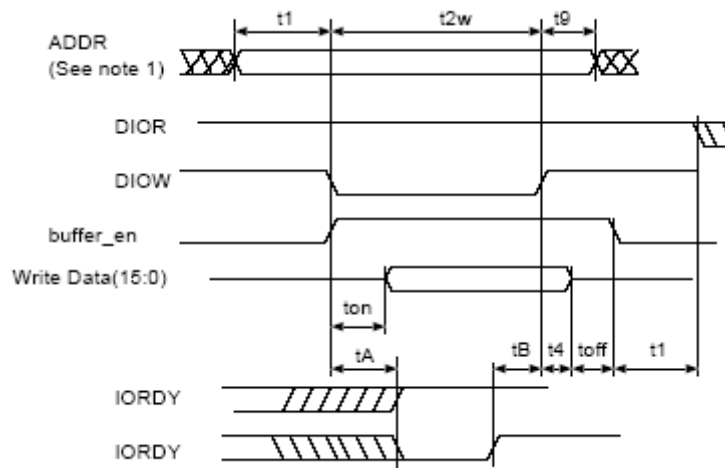 t1 t2w t9
ADDR
(See note 1)
DIOR
DIOW
buffer_en
Write Data(15:0)
ton
tA tB t4 toff t1
IORDY
IORDY